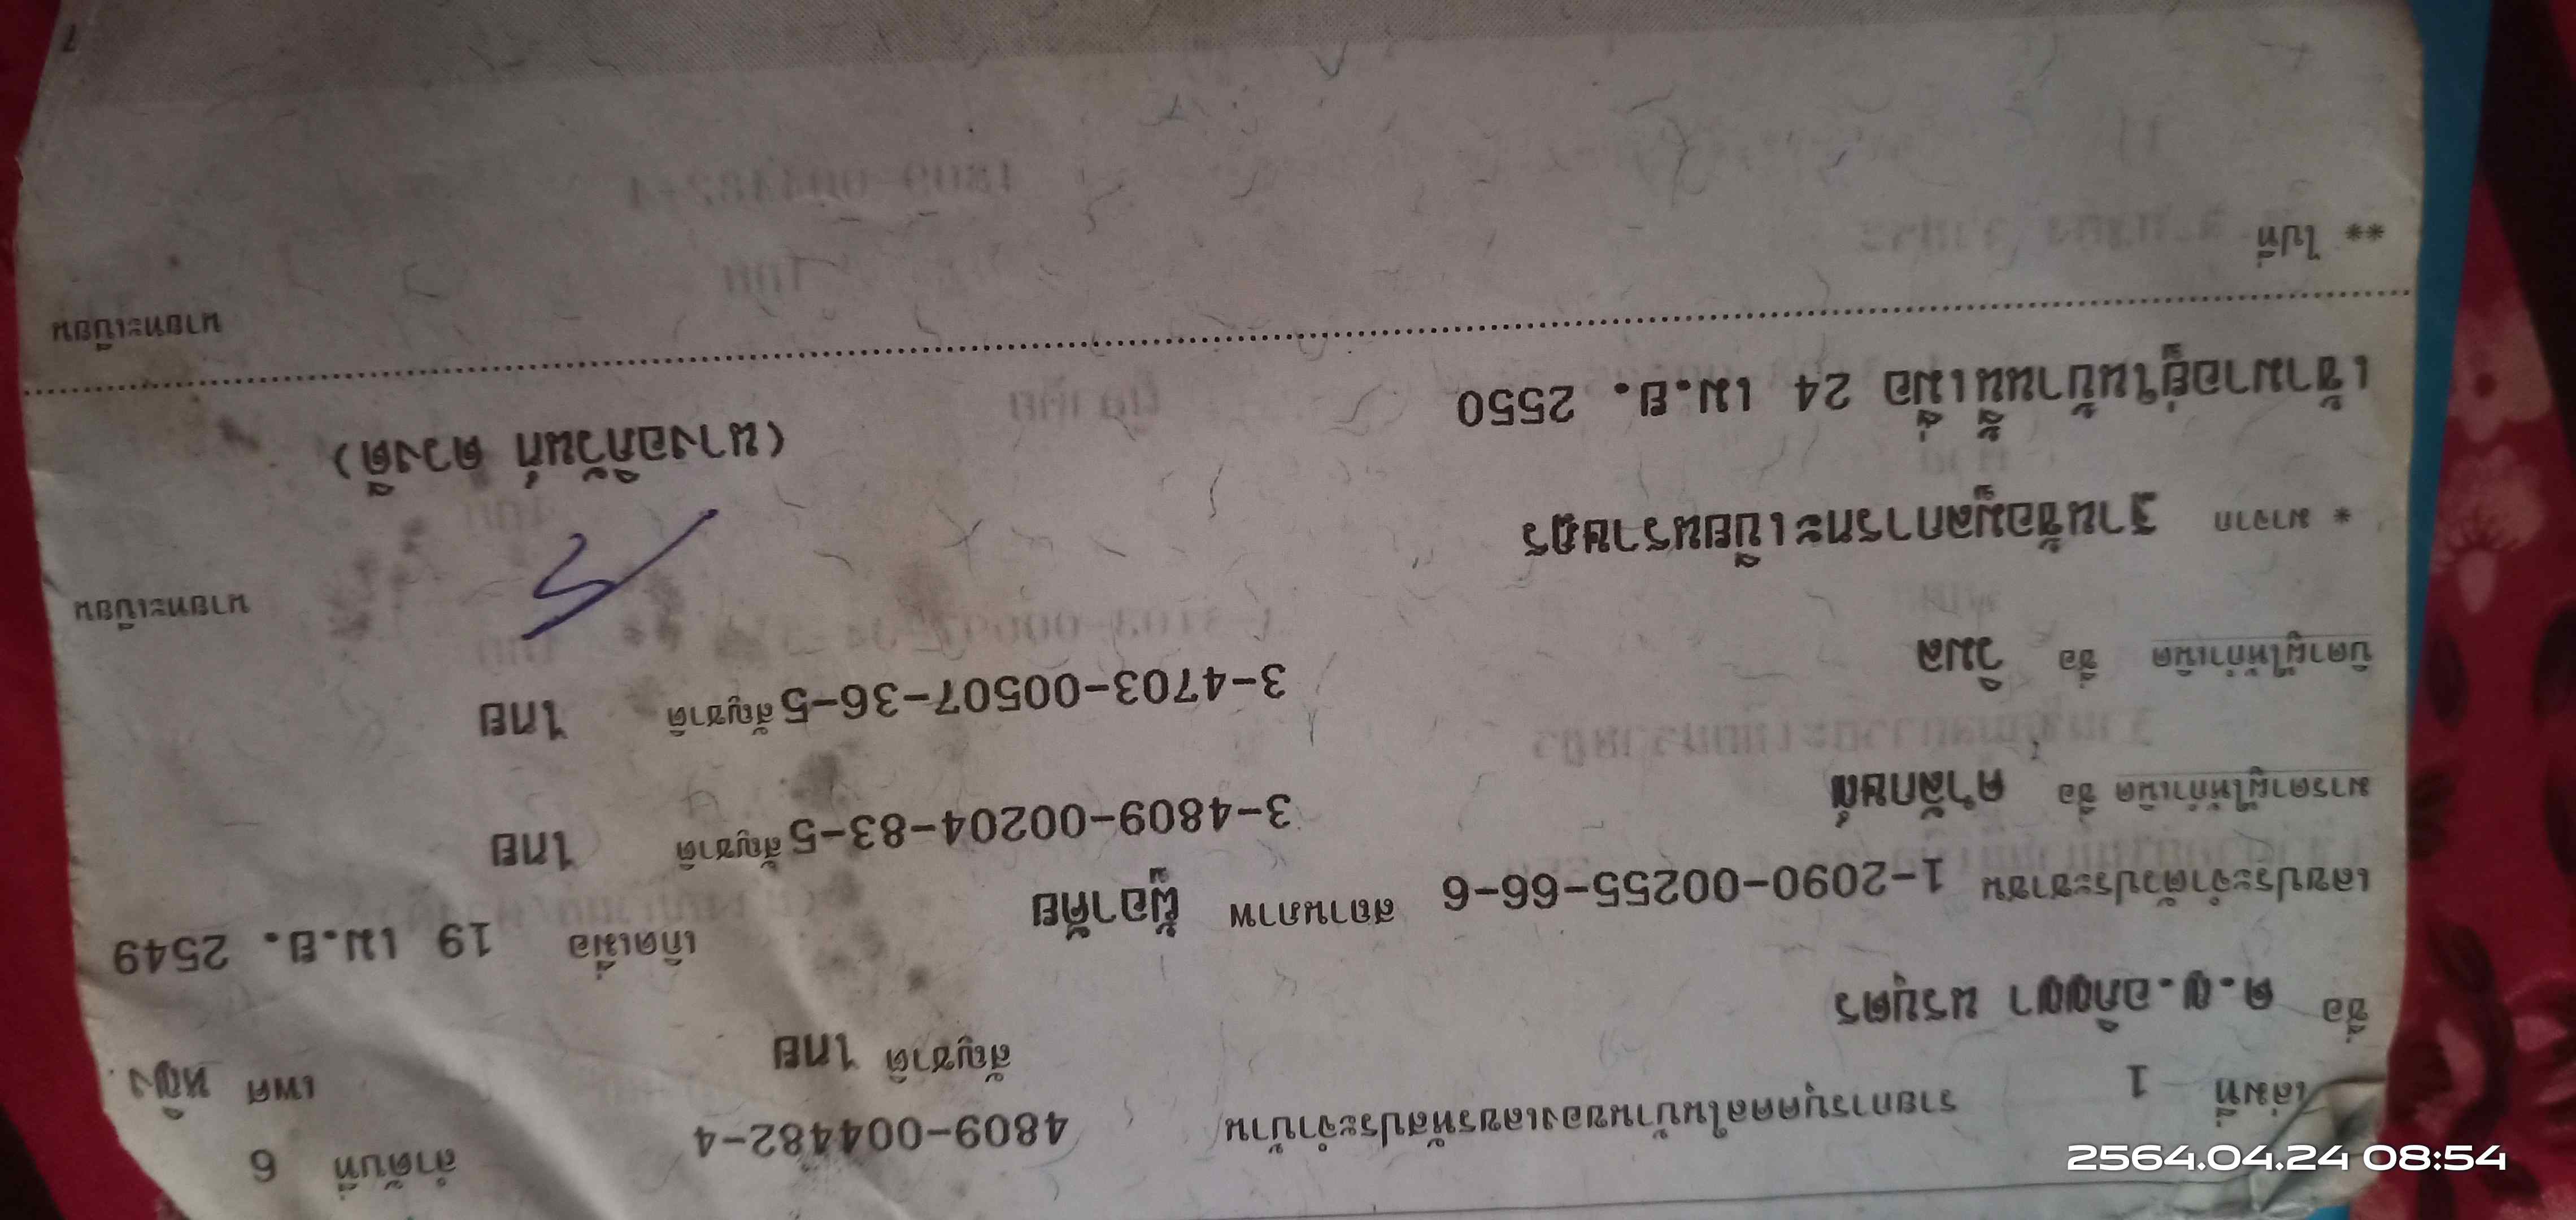 เล่มที่ 1 รายการบุคคลในบ้านของเลขรหัสประจำบ้าน 4809-004482-4 ลำดับที่ 6
ชื่อ ด.ญ.อภิญญา นรบุตร สัญชาติ ไทย เพศ หญิง
เลขประจำตัวประชาชน 1-2090-00255-66-6 สถานภาพ ผู้อาศัย เกิดเมื่อ 19 เม.ย. 2549
มารดาผู้ให้กำเนิด ชื่อ คำลักษณ์ 3-4809-00204-83-5 สัญชาติ ไทย
บิดาผู้ให้กำเนิด ชื่อ วิมล 3-4703-00507-36-5 สัญชาติ ไทย
* มาจาก ฐานข้อมูลการทะเบียนราษฎร นายทะเบียน
เข้ามาอยู่ในบ้านนี้เมื่อ 24 เม.ย. 2550 (นางอภิวันท์ ดวงดี)
** ไปที่ นายทะเบียน
7
2564.04.24 08:54